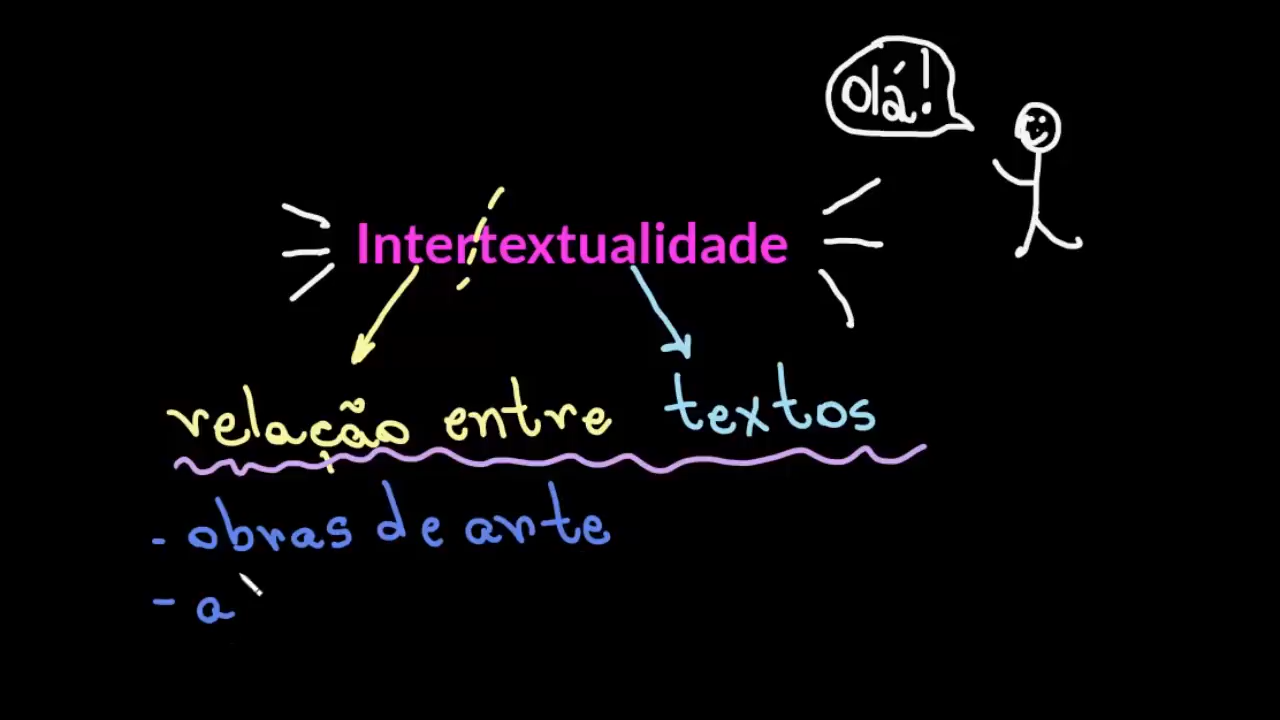 Olá!
Intertextualidade
relação entre textos
- obras de arte
- a